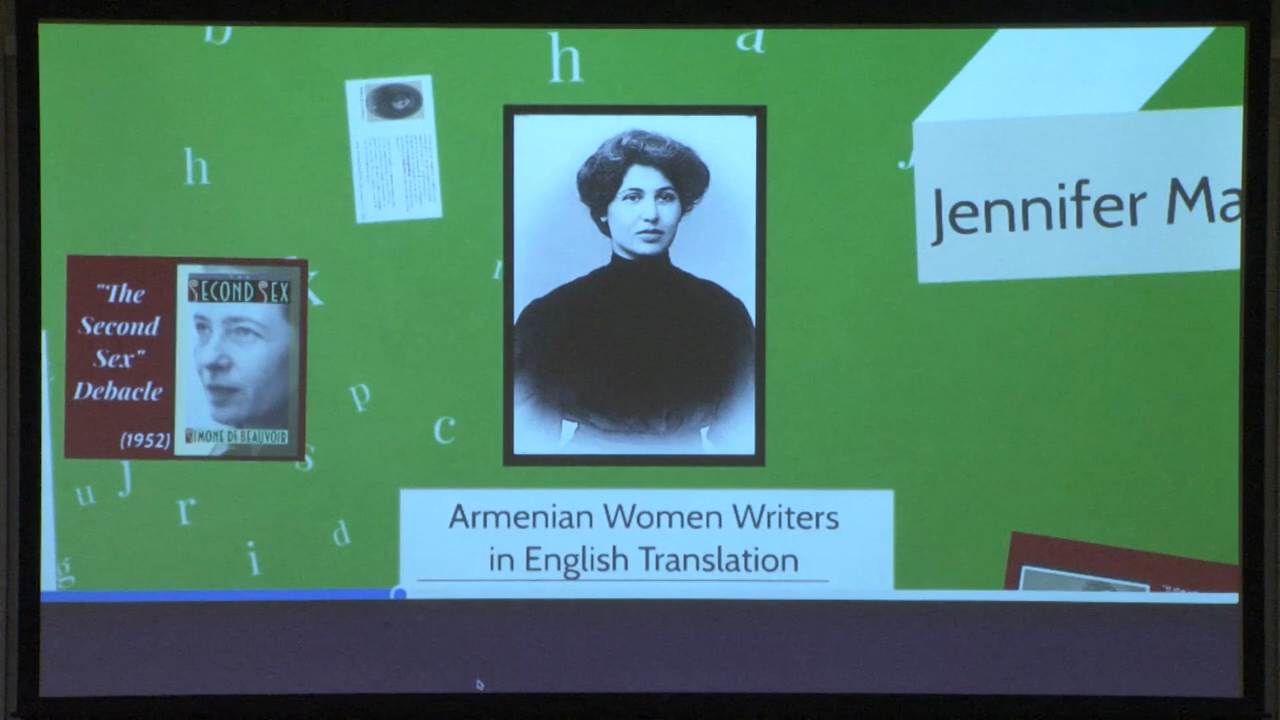 b
h
a
h
Jennifer Ma
"The
Second
Sex"
Debacle
(1952)
SECOND SEX
SIMONE DE BEAUVOIR
k
p
c
s
u
J
r
d
i
g
Armenian Women Writers
in English Translation